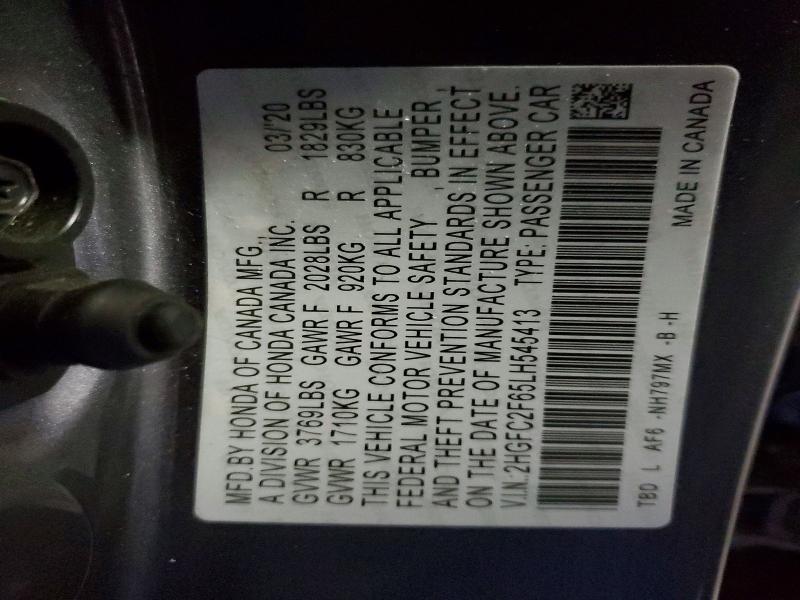 MFD BY HONDA OF CANADA MFG., 03/'20
A DIVISION OF HONDA CANADA INC.
GVWR 3769LBS GAWR F 2028LBS R 1829LBS
GVWR 1710KG GAWR F 920KG R 830KG
THIS VEHICLE CONFORMS TO ALL APPLICABLE
FEDERAL MOTOR VEHICLE SAFETY , BUMPER ,
AND THEFT PREVENTION STANDARDS IN EFFECT
ON THE DATE OF MANUFACTURE SHOWN ABOVE.
V.I.N.:2HGFC2F65LH545413 TYPE: PASSENGER CAR
TBD L AF6 -NH797MX -B -H
MADE IN CANADA